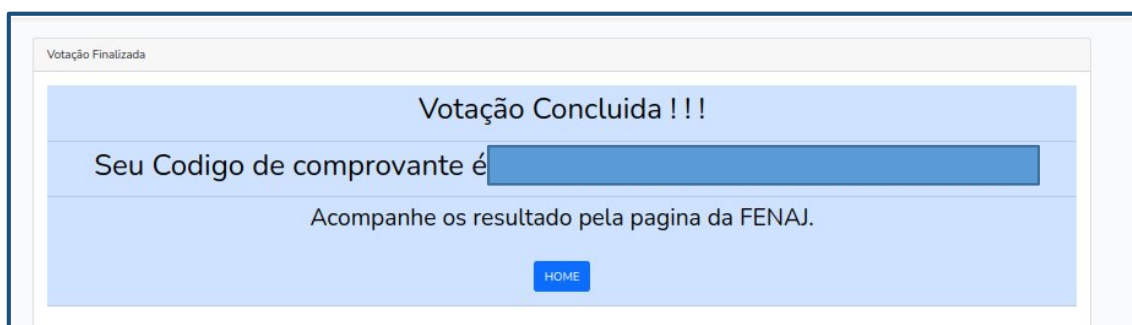 Votação Finalizada
Votação Concluida ! ! !
Seu Codigo de comprovante é
Acompanhe os resultado pela pagina da FENAJ.
HOME